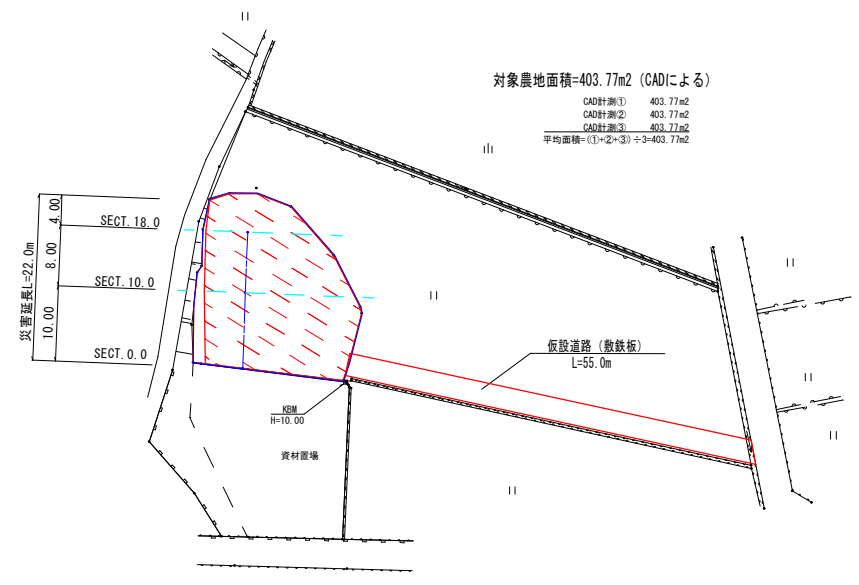 対象農地面積=403.77m2 (CADによる)
CAD計測① 403.77m2
CAD計測② 403.77m2
CAD計測③ 403.77m2
平均面積=(①+②+③)÷3=403.77m2
災害延長L=22.0m
4.00
8.00
10.00
SECT.18.0
SECT.10.0
SECT.0.0
仮設道路 (敷鉄板)
L=55.0m
KBM
H=10.00
資材置場